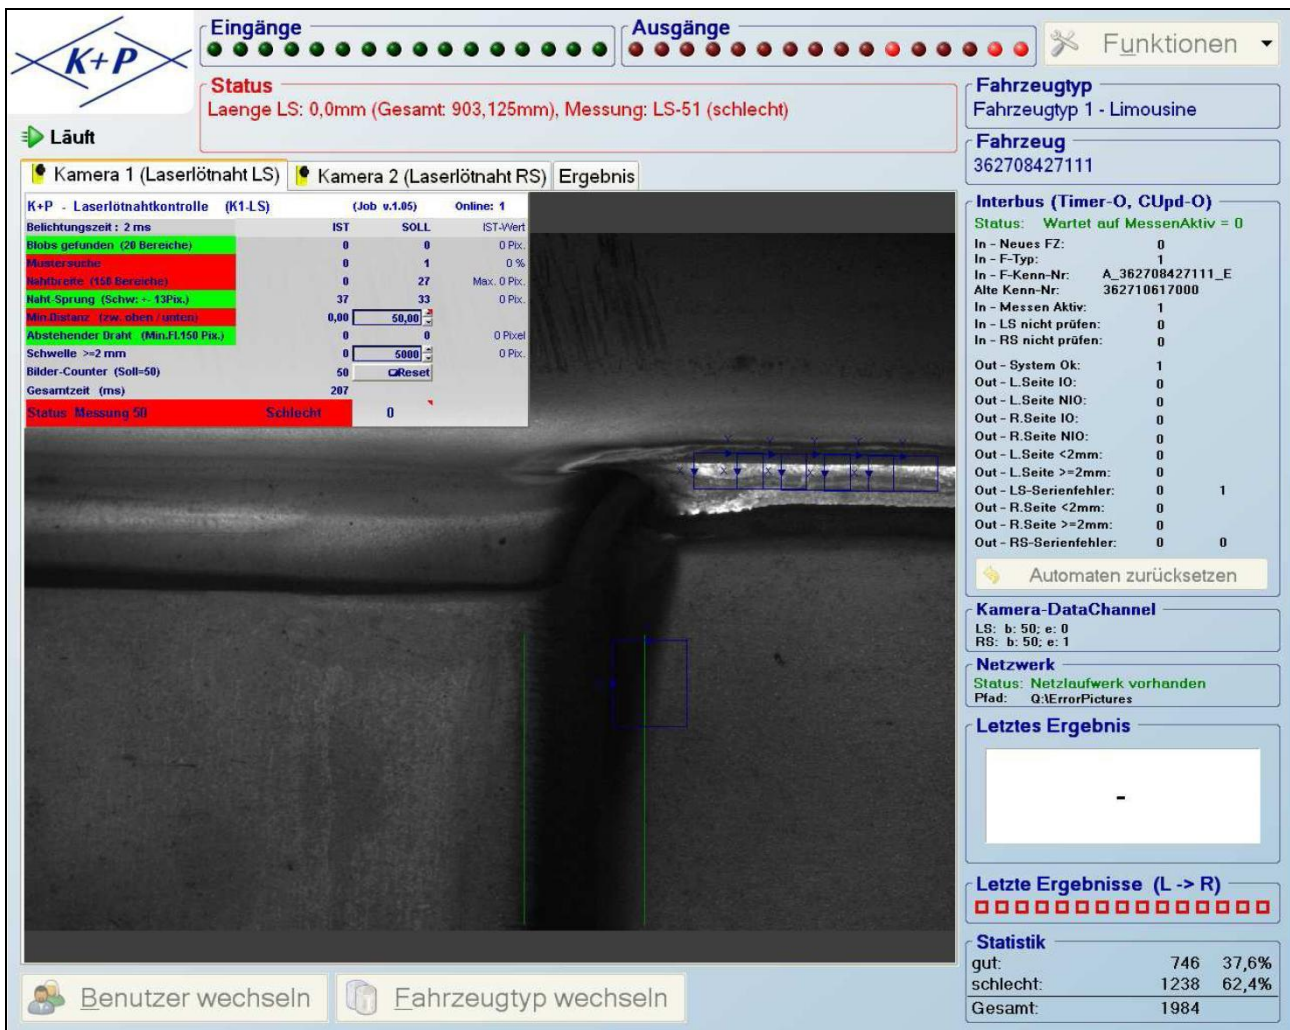 K+P
Eingänge
Ausgänge
Funktionen
Status
Laenge LS: 0,0mm (Gesamt: 903,125mm), Messung: LS-51 (schlecht)
Läuft
Fahrzeugtyp
Fahrzeugtyp 1 - Limousine
Fahrzeug
362708427111
Kamera 1 (Laserlötnaht LS) Kamera 2 (Laserlötnaht RS) Ergebnis
K+P - Laserlötnahtkontrolle (K1-LS) (Job v.1.05) Online: 1
Belichtungszeit: 2 ms IST SOLL IST-Wert
Blobs gefunden (20 Bereiche) 0 0 0 Pix.
Mustersuche 0 1 0 %
Nahtbreite (150 Bereiche) 0 27 Max. 0 Pix.
Naht-Sprung (Schw: +- 13Pix.) 37 33 0 Pix.
Min.Distanz (zw. oben / unten) 0,00 50,00
Abstehender Draht (Min.Fl.150 Pix.) 0 0 0 Pixel
Schwelle >=2 mm 0 5000 0 Pix.
Bilder-Counter (Soll=50) 50 Reset
Gesamtzeit (ms) 207
Status Messung 50 Schlecht 0
Y Y Y Y
X X X X
Interbus (Timer-O, CUpd-O)
Status: Wartet auf MessenAktiv = 0
In - Neues FZ: 0
In - F-Typ: 1
In - F-Kenn-Nr: A_362708427111_E
Alte Kenn-Nr: 362710617000
In - Messen Aktiv: 1
In - LS nicht prüfen: 0
In - RS nicht prüfen: 0
Out - System Ok: 1
Out - L.Seite IO: 0
Out - L.Seite NIO: 0
Out - R.Seite IO: 0
Out - R.Seite NIO: 0
Out - L.Seite <2mm: 0
Out - L.Seite >=2mm: 0
Out - LS-Serienfehler: 0 1
Out - R.Seite <2mm: 0
Out - R.Seite >=2mm: 0
Out - RS-Serienfehler: 0 0
Automaten zurücksetzen
Kamera-DataChannel
LS: b: 50; e: 0
RS: b: 50; e: 1
Netzwerk
Status: Netzlaufwerk vorhanden
Pfad: Q:\ErrorPictures
Letztes Ergebnis
-
Letzte Ergebnisse (L -> R)
Statistik
gut: 746 37,6%
schlecht: 1238 62,4%
Gesamt: 1984
Benutzer wechseln Fahrzeugtyp wechseln